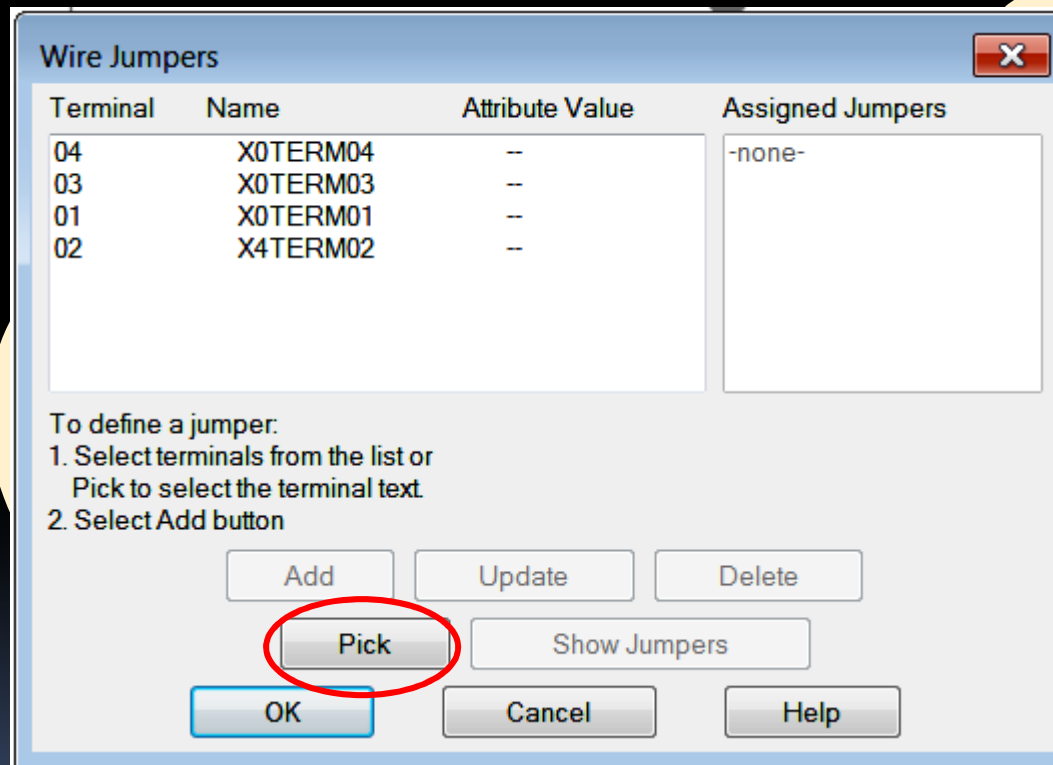 Wire Jumpers
Terminal Name Attribute Value Assigned Jumpers
04 X0TERM04 -- -none-
03 X0TERM03 --
01 X0TERM01 --
02 X4TERM02 --
To define a jumper:
1. Select terminals from the list or
Pick to select the terminal text.
2. Select Add button
Add Update Delete
Pick Show Jumpers
OK Cancel Help